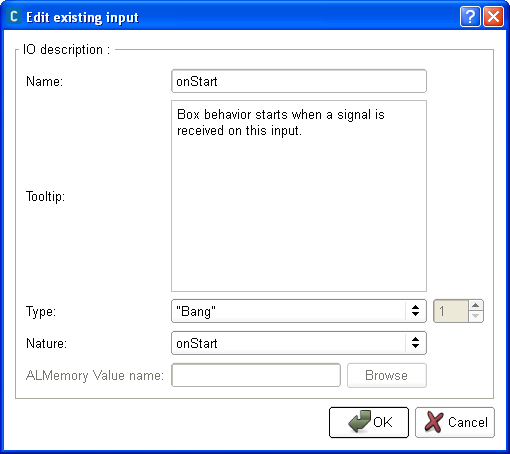 C Edit existing input ? X
IO description :
Name: onStart
Tooltip: Box behavior starts when a signal is
received on this input.
Type: "Bang" 1
Nature: onStart
ALMemory Value name: Browse
OK Cancel